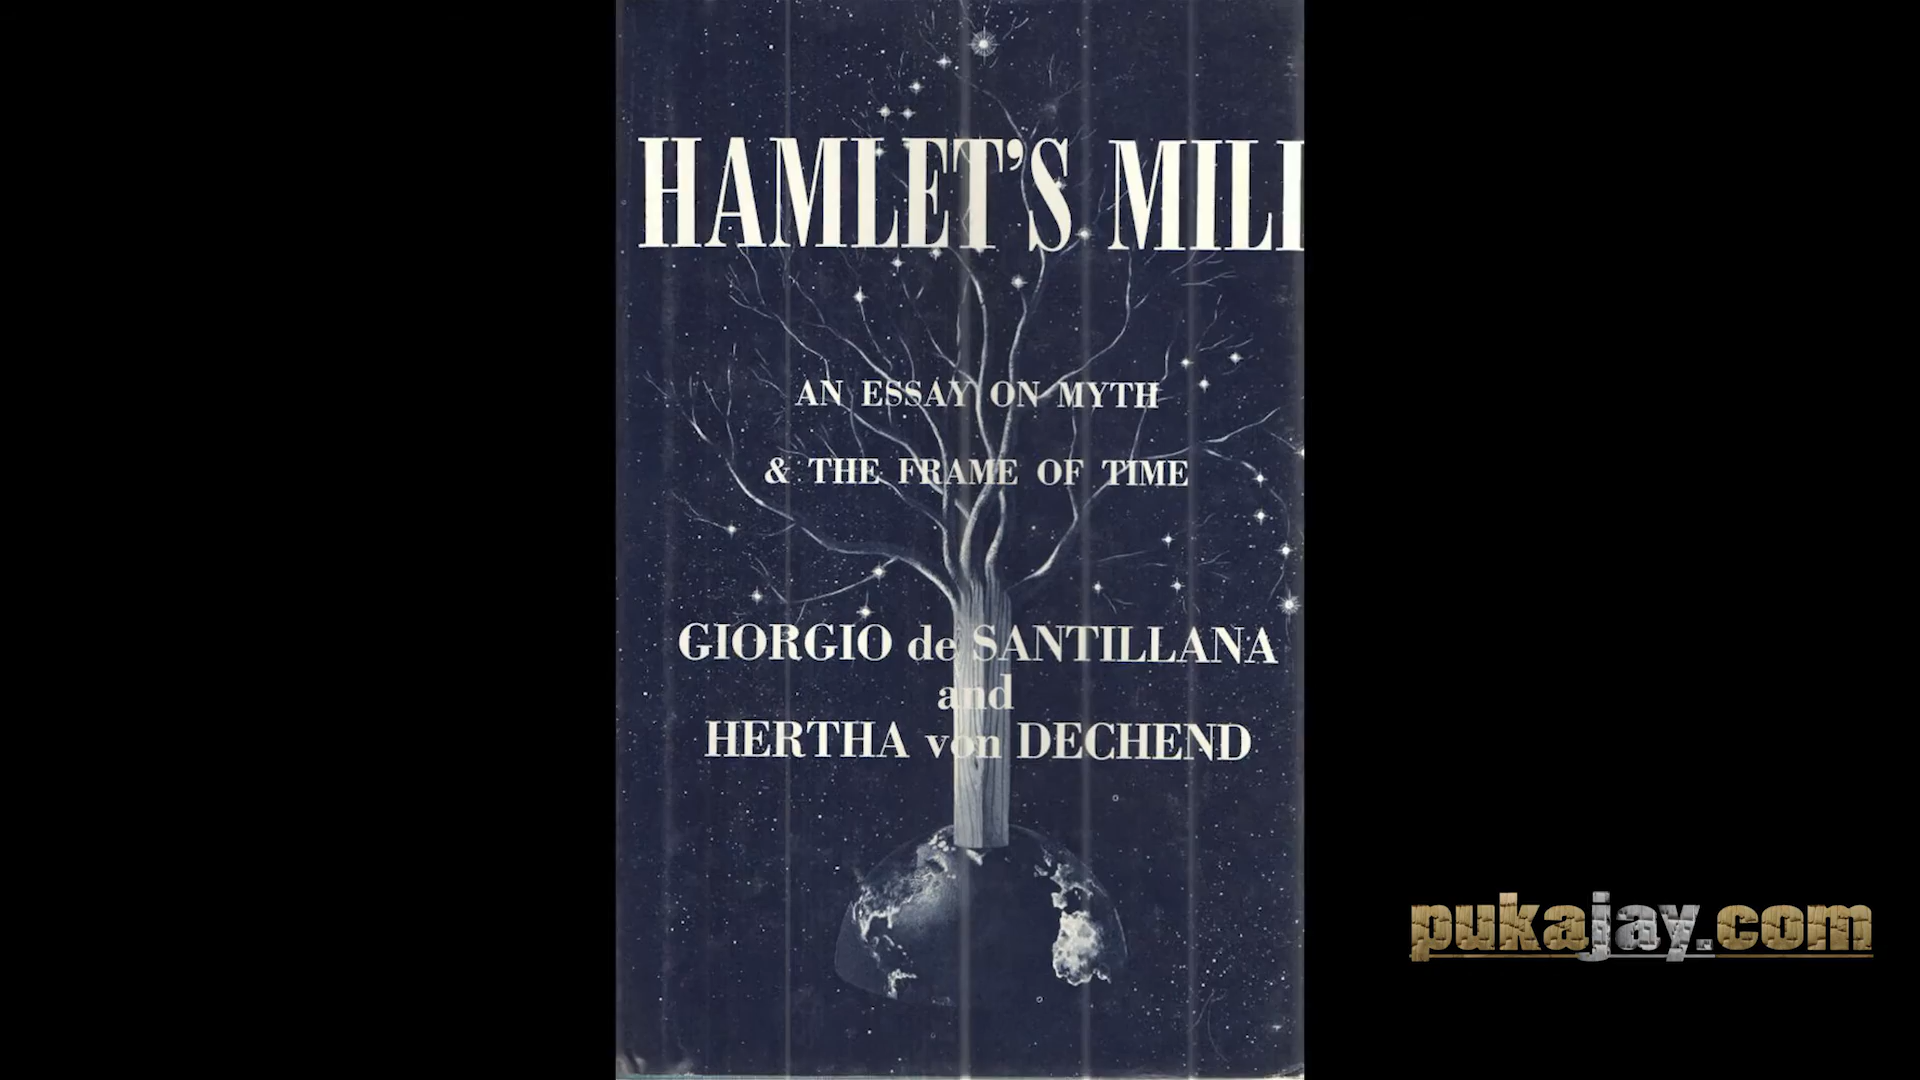 HAMLET'S MILL
AN ESSAY ON MYTH
& THE FRAME OF TIME
GIORGIO de SANTILLANA
and
HERTHA von DECHEND
pukajay.com